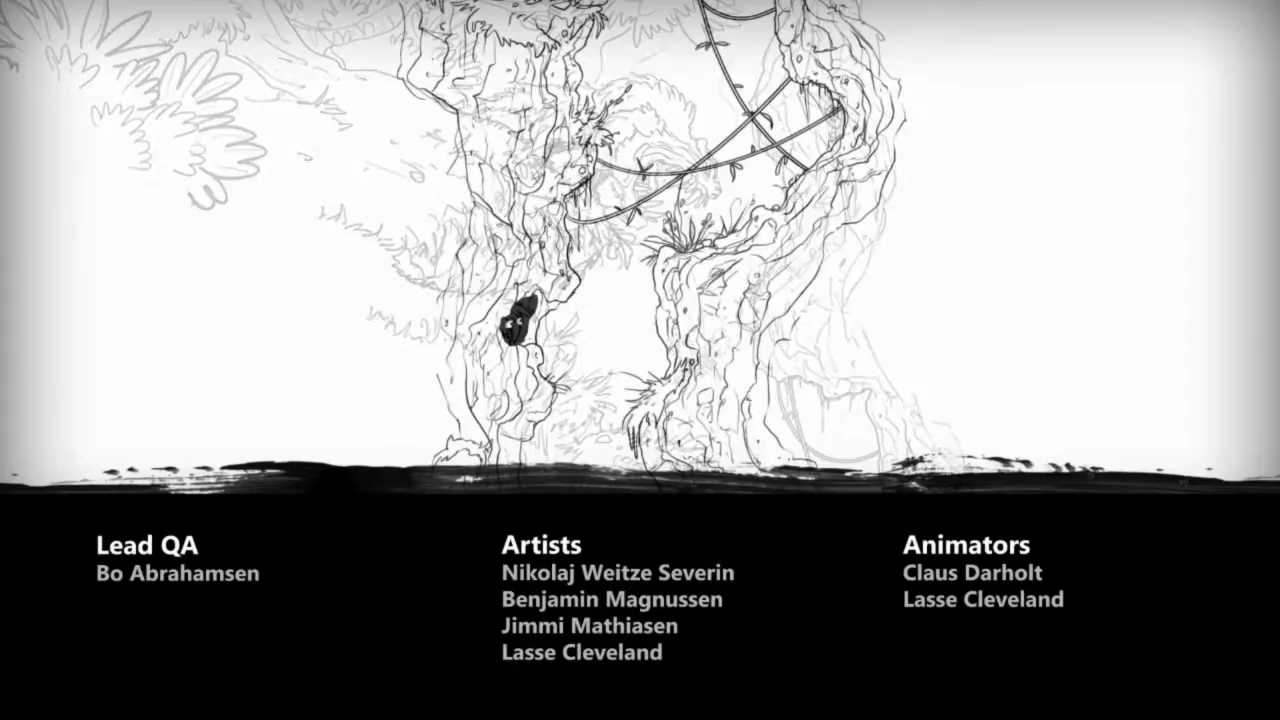 Lead QA
Bo Abrahamsen
Artists
Nikolaj Weitze Severin
Benjamin Magnussen
Jimmi Mathiasen
Lasse Cleveland
Animators
Claus Darholt
Lasse Cleveland